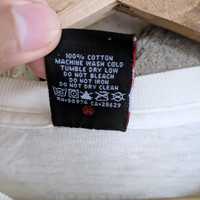 100% COTTON
MACHINE WASH COLD
TUMBLE DRY LOW
DO NOT BLEACH
DO NOT IRON
DO NOT DRY CLEAN
RN-90974 CA-28629